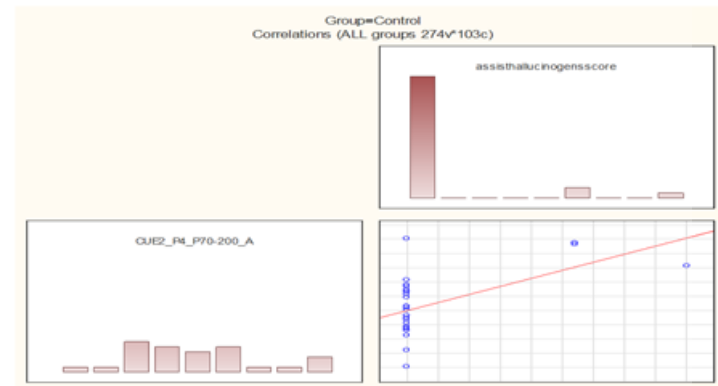 Group=Control
Correlations (ALL groups 274v*103c)
assisthallucinogensscore
CUE2_P4_P70-200_A